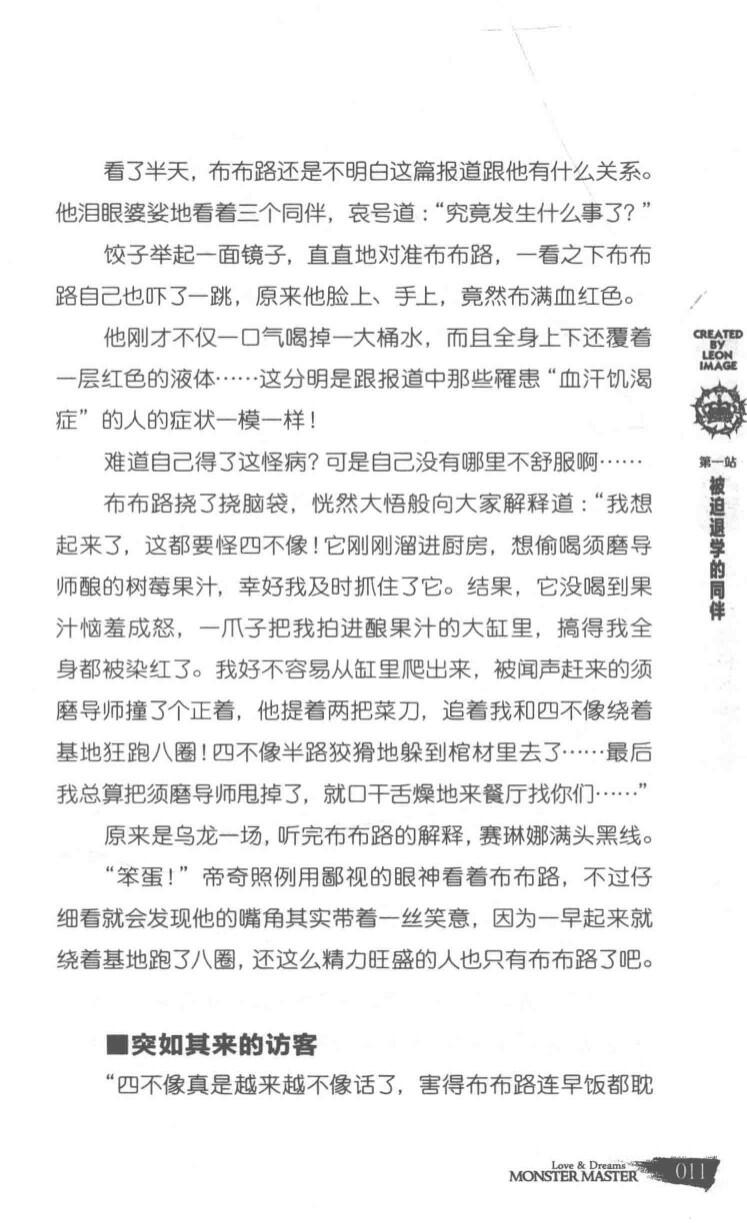 看了半天，布布路还是不明白这篇报道跟他有什么关系。
他泪眼婆娑地看着三个同伴，哀号道：“究竟发生什么事了？”
饺子举起一面镜子，直直地对准布布路，一看之下布布
路自己也吓了一跳，原来他脸上、手上，竟然布满血红色。
他刚才不仅一口气喝掉一大桶水，而且全身上下还覆着
一层红色的液体……这分明是跟报道中那些罹患“血汗饥渴
症”的人的症状一模一样！
难道自己得了这怪病？可是自己没有哪里不舒服啊……
布布路挠了挠脑袋，恍然大悟般向大家解释道：“我想
起来了，这都要怪四不像！它刚刚溜进厨房，想偷喝须磨导
师酿的树莓果汁，幸好我及时抓住了它。结果，它没喝到果
汁恼羞成怒，一爪子把我拍进酿果汁的大缸里，搞得我全
身都被染红了。我好不容易从缸里爬出来，被闻声赶来的须
磨导师撞了个正着，他提着两把菜刀，追着我和四不像绕着
基地狂跑八圈！四不像半路狡猾地躲到棺材里去了……最后
我总算把须磨导师甩掉了，就口干舌燥地来餐厅找你们……”
原来是乌龙一场，听完布布路的解释，赛琳娜满头黑线。
“笨蛋！”帝奇照例用鄙视的眼神看着布布路，不过仔
细看就会发现他的嘴角其实带着一丝笑意，因为一早起来就
绕着基地跑了八圈，还这么精力旺盛的人也只有布布路了吧。
■突如其来的访客
“四不像真是越来越不像话了，害得布布路连早饭都耽
CREATED
BY
LEON
IMAGE
第一站
被迫退学的同伴
Love & Dreams
MONSTER MASTER
011